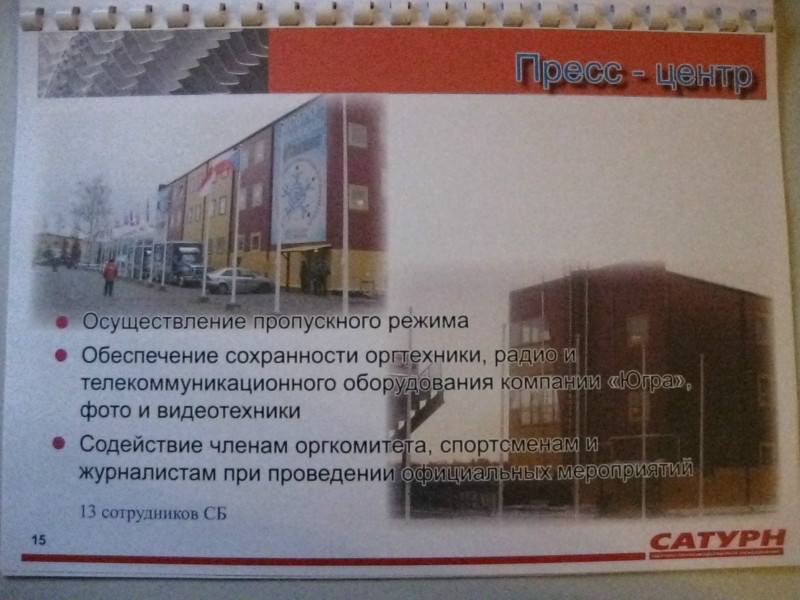 Пресс - центр
Осуществление пропускного режима
Обеспечение сохранности оргтехники, радио и
телекоммуникационного оборудования компании «Югра»,
фото и видеотехники
Содействие членам оргкомитета, спортсменам и
журналистам при проведении официальных мероприятий
13 сотрудников СБ
15
САТУРН